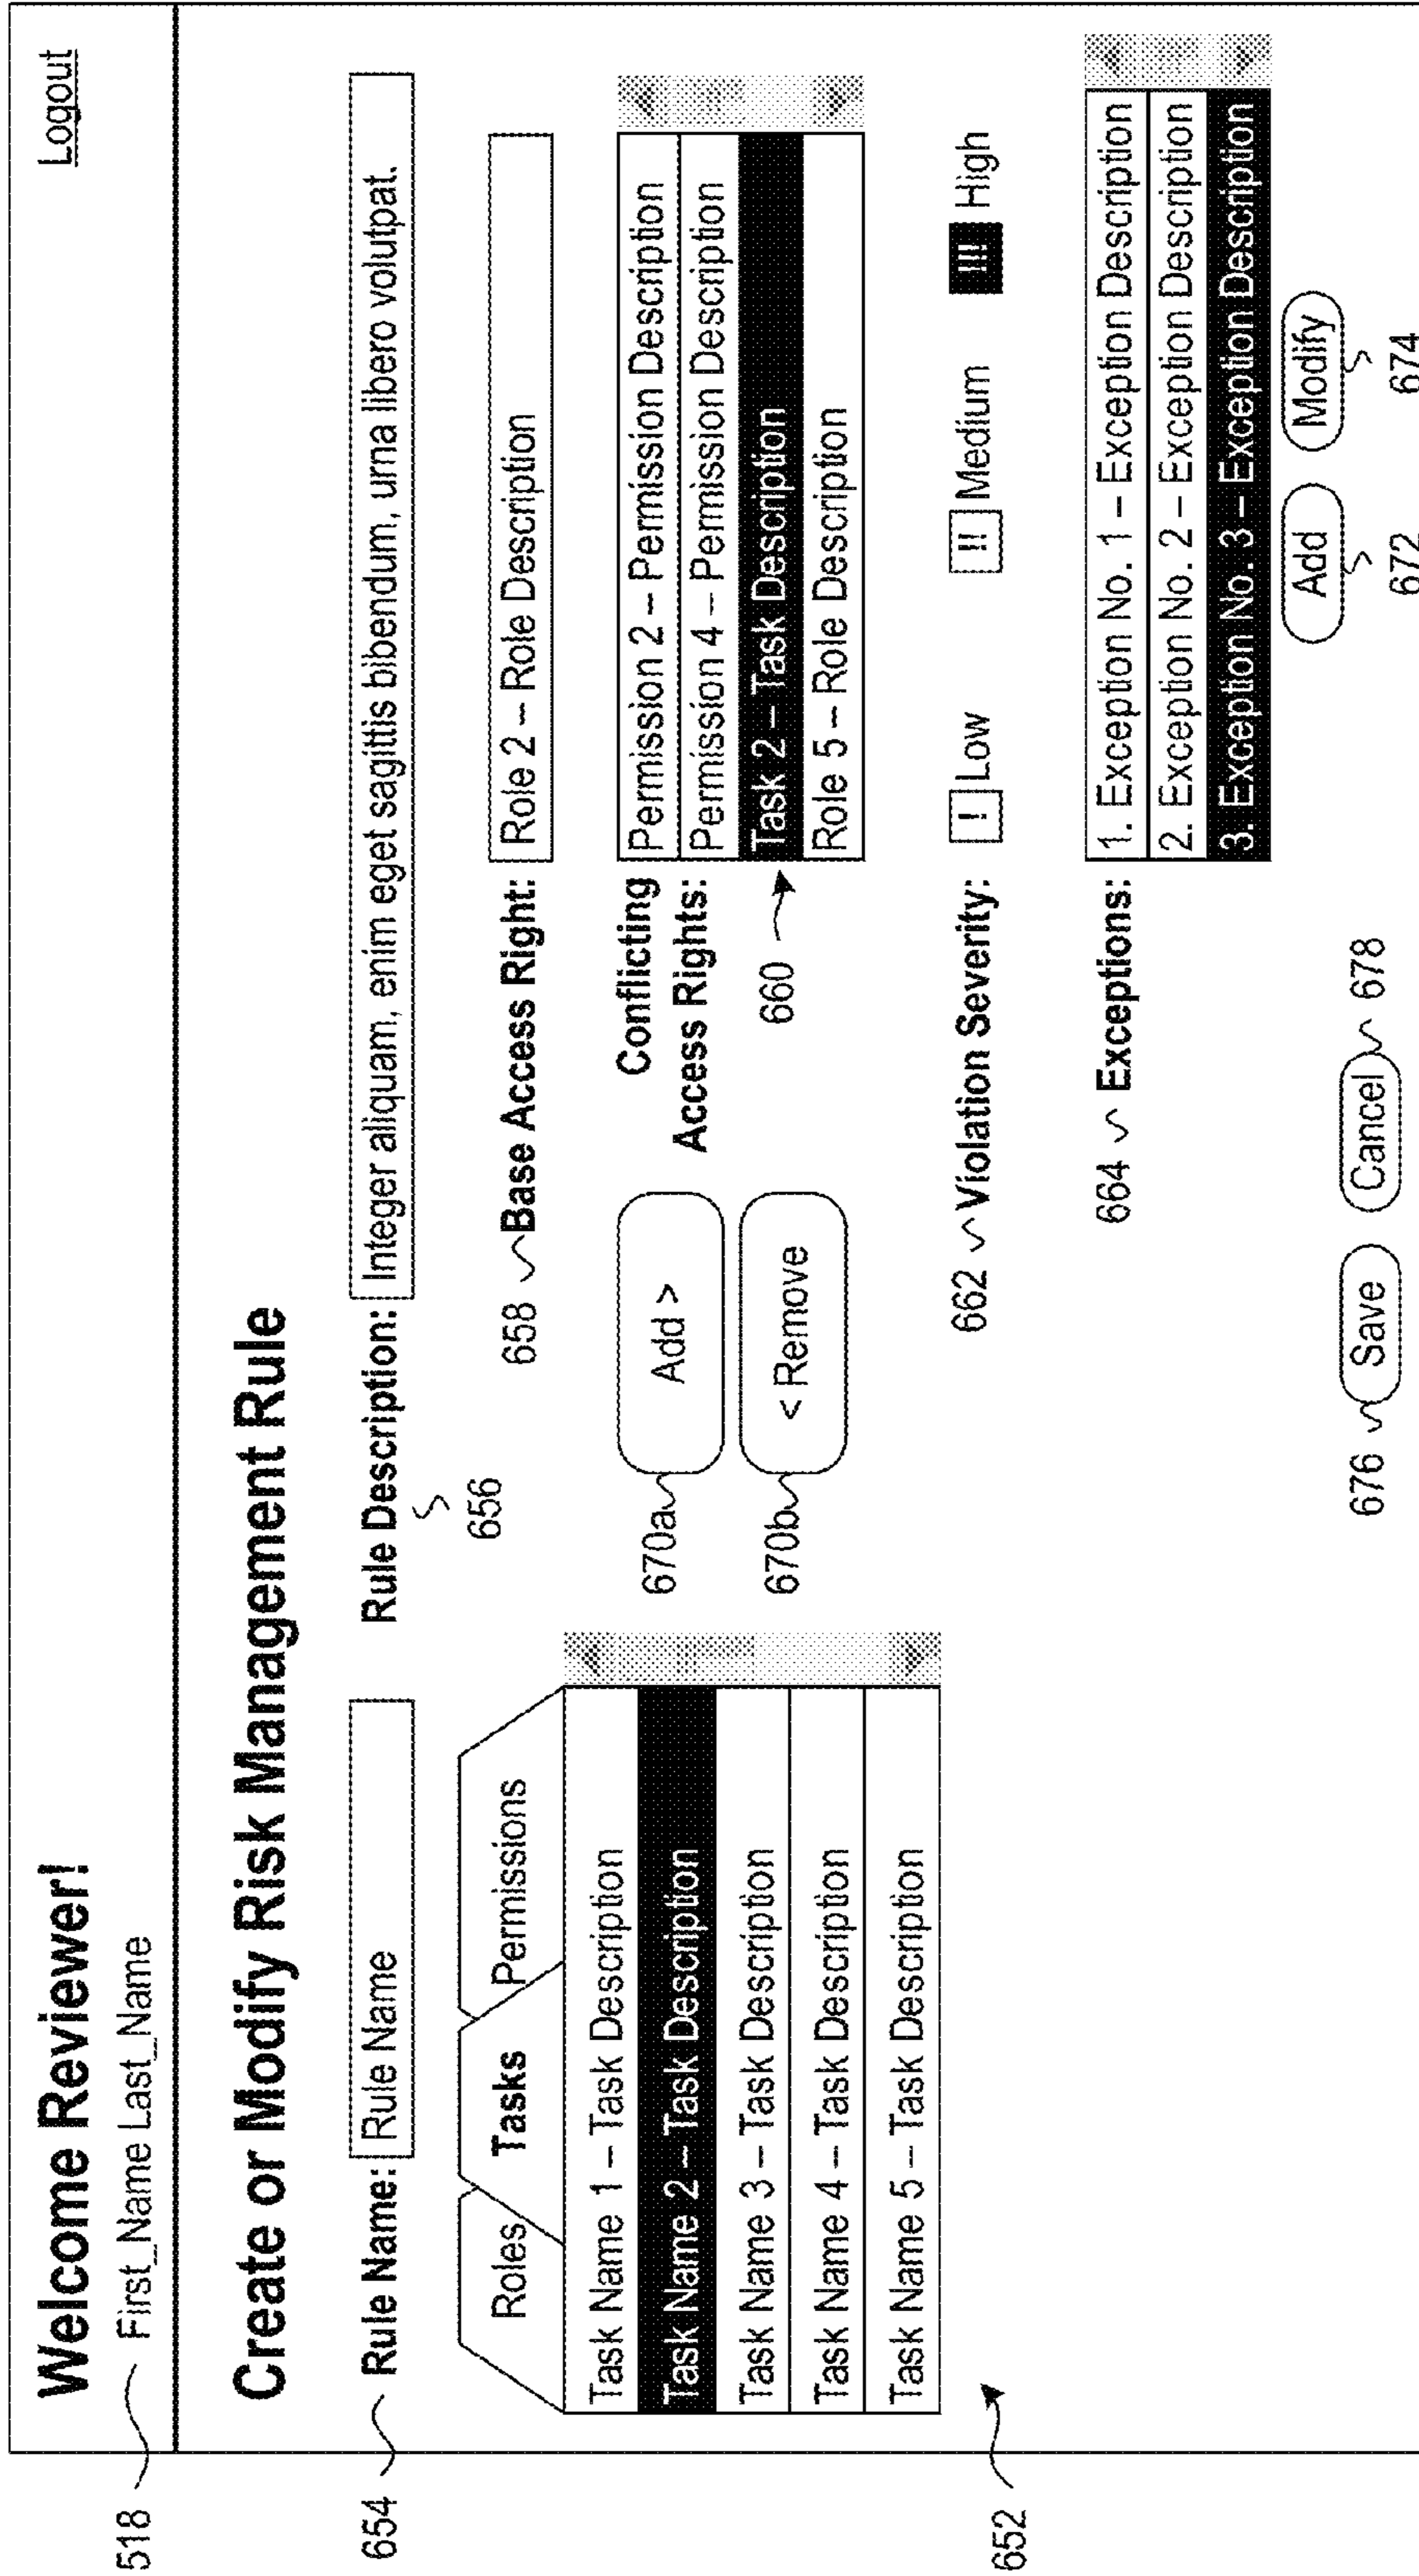 Welcome Reviewer!
Logout
518
First_Name Last_Name
Create or Modify Risk Management Rule
654
Rule Name:
Rule Name
Rule Description:
Integer aliquam, enim eget sagittis bibendum, urna libero volutpat.
656
Roles
Tasks
Permissions
Task Name 1 – Task Description
Task Name 2 – Task Description
Task Name 3 – Task Description
Task Name 4 – Task Description
Task Name 5 – Task Description
652
658
Base Access Right:
Role 2 – Role Description
670a
Add >
670b
< Remove
Conflicting
Access Rights:
660
Permission 2 – Permission Description
Permission 4 – Permission Description
Task 2 – Task Description
Role 5 – Role Description
662
Violation Severity:
! Low
!! Medium
!!! High
664
Exceptions:
1. Exception No. 1 – Exception Description
2. Exception No. 2 – Exception Description
3. Exception No. 3 – Exception Description
Add
Modify
672
674
676
Save
Cancel
678